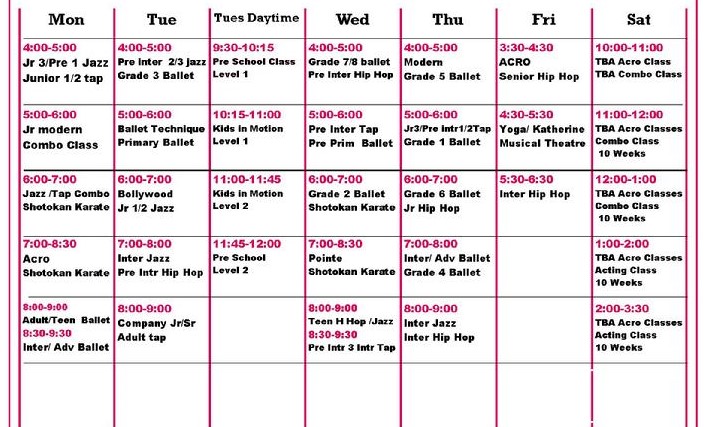 Mon Tue Tues Daytime Wed Thu Fri Sat
4:00-5:00 4:00-5:00 9:30-10:15 4:00-5:00 4:00-5:00 3:30-4:30 10:00-11:00
Jr 3/Pre 1 Jazz Pre inter 2/3 jazz Pre School Class Grade 7/8 ballet Modern ACRO TBA Acro Class
Junior 1/2 tap Grade 3 Ballet Level 1 Pre Inter Hip Hop Grade 5 Ballet Senior Hip Hop TBA Combo Class
5:00-6:00 5:00-6:00 10:15-11:00 5:00-6:00 5:00-6:00 4:30-5:30 11:00-12:00
Jr modern Ballet Technique Kids in Motion Pre Inter Tap Jr3/Pre intr1/2Tap Yoga/ Katherine TBA Acro Classes
Combo Class Primary Ballet Level 1 Pre Prim Ballet Grade 1 Ballet Musical Theatre Combo Class
10 Weeks
6:00-7:00 6:00-7:00 11:00-11:45 6:00-7:00 6:00-7:00 5:30-6:30 12:00-1:00
Jazz /Tap Combo Bollywood Kids in Motion Grade 2 Ballet Grade 6 Ballet Inter Hip Hop TBA Acro Classes
Shotokan Karate Jr 1/2 Jazz Level 2 Shotokan Karate Jr Hip Hop Combo Class
10 Weeks
7:00-8:30 7:00-8:00 11:45-12:00 7:00-8:30 7:00-8:00 1:00-2:00
Acro Inter Jazz Pre School Pointe Inter/ Adv Ballet TBA Acro Classes
Shotokan Karate Pre Intr Hip Hop Level 2 Shotokan Karate Grade 4 Ballet Acting Class
10 Weeks
8:00-9:00 8:00-9:00 8:00-9:00 8:00-9:00 2:00-3:30
Adult/Teen Ballet Company Jr/Sr Teen H Hop /Jazz Inter Jazz TBA Acro Classes
8:30-9:30 Adult tap 8:30-9:30 Inter Hip Hop Acting Class
Inter/ Adv Ballet Pre Intr 3 Intr Tap 10 Weeks